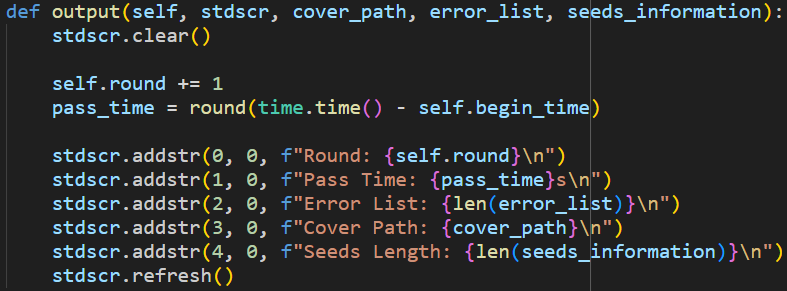 def output(self, stdscr, cover_path, error_list, seeds_information):
    stdscr.clear()

    self.round += 1
    pass_time = round(time.time() - self.begin_time)

    stdscr.addstr(0, 0, f"Round: {self.round}\n")
    stdscr.addstr(1, 0, f"Pass Time: {pass_time}s\n")
    stdscr.addstr(2, 0, f"Error List: {len(error_list)}\n")
    stdscr.addstr(3, 0, f"Cover Path: {cover_path}\n")
    stdscr.addstr(4, 0, f"Seeds Length: {len(seeds_information)}\n")
    stdscr.refresh()